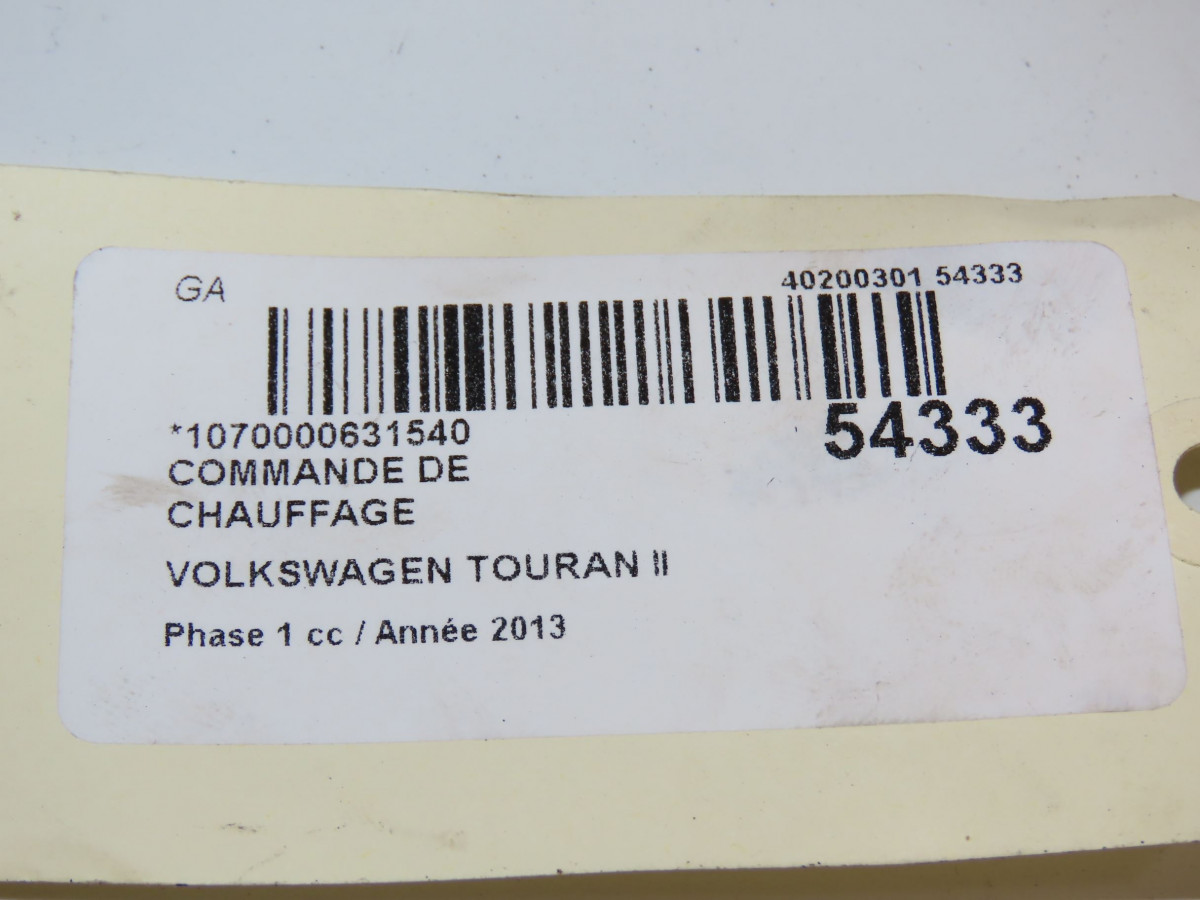 GA
40200301 54333
*1070000631540
54333
COMMANDE DE
CHAUFFAGE
VOLKSWAGEN TOURAN II
Phase 1 cc / Année 2013